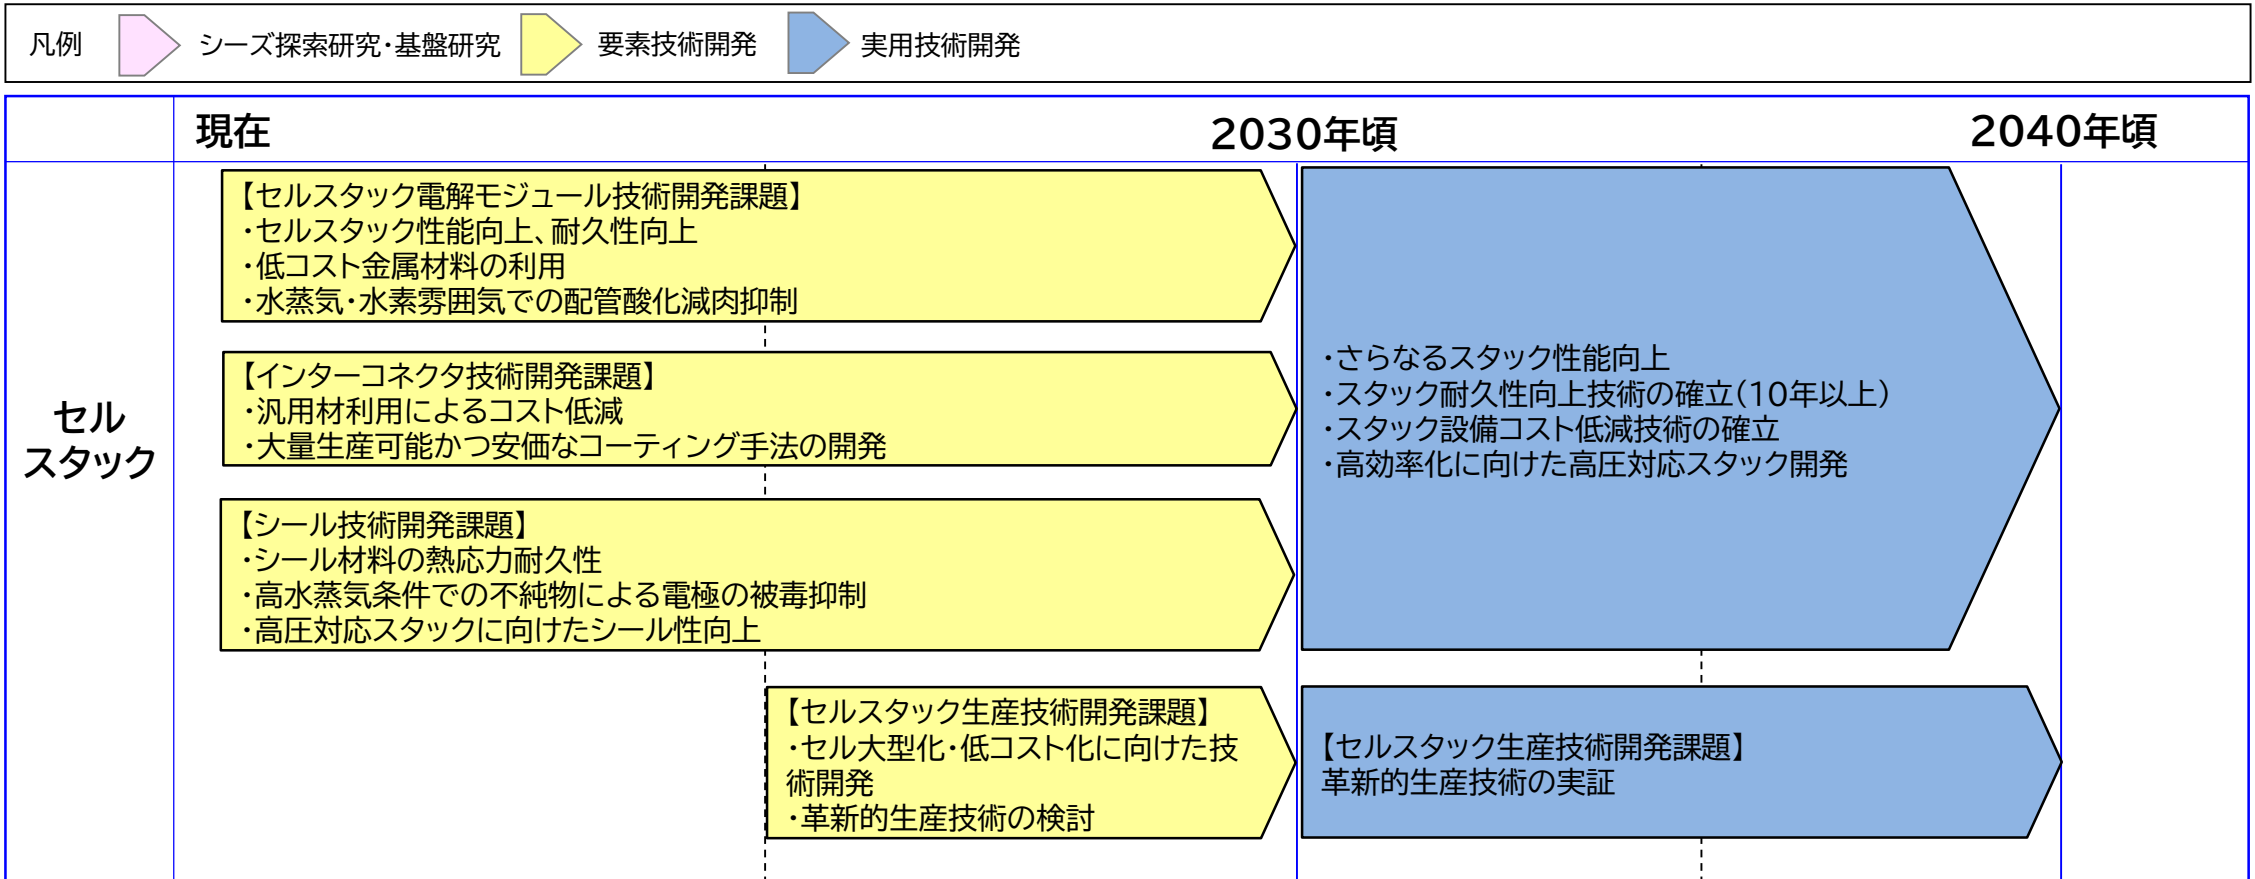 凡例
シーズ探索研究・基盤研究
要素技術開発
実用技術開発
現在
2030年頃
2040年頃
セル
スタック
【セルスタック電解モジュール技術開発課題】
・セルスタック性能向上、耐久性向上
・低コスト金属材料の利用
・水蒸気・水素雰囲気での配管酸化減肉抑制
【インターコネクタ技術開発課題】
・汎用材利用によるコスト低減
・大量生産可能かつ安価なコーティング手法の開発
【シール技術開発課題】
・シール材料の熱応力耐久性
・高水蒸気条件での不純物による電極の被毒抑制
・高圧対応スタックに向けたシール性向上
・さらなるスタック性能向上
・スタック耐久性向上技術の確立（10年以上）
・スタック設備コスト低減技術の確立
・高効率化に向けた高圧対応スタック開発
【セルスタック生産技術開発課題】
・セル大型化・低コスト化に向けた技
術開発
・革新的生産技術の検討
【セルスタック生産技術開発課題】
革新的生産技術の実証